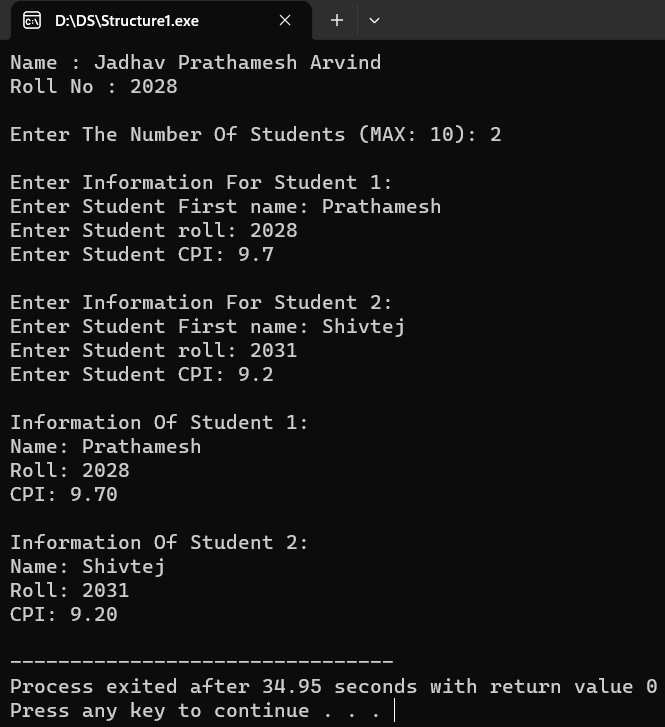 D:\DS\Structure1.exe
Name : Jadhav Prathamesh Arvind
Roll No : 2028
Enter The Number Of Students (MAX: 10): 2
Enter Information For Student 1:
Enter Student First name: Prathamesh
Enter Student roll: 2028
Enter Student CPI: 9.7
Enter Information For Student 2:
Enter Student First name: Shivtej
Enter Student roll: 2031
Enter Student CPI: 9.2
Information Of Student 1:
Name: Prathamesh
Roll: 2028
CPI: 9.70
Information Of Student 2:
Name: Shivtej
Roll: 2031
CPI: 9.20
--------------------------------
Process exited after 34.95 seconds with return value 0
Press any key to continue . . .